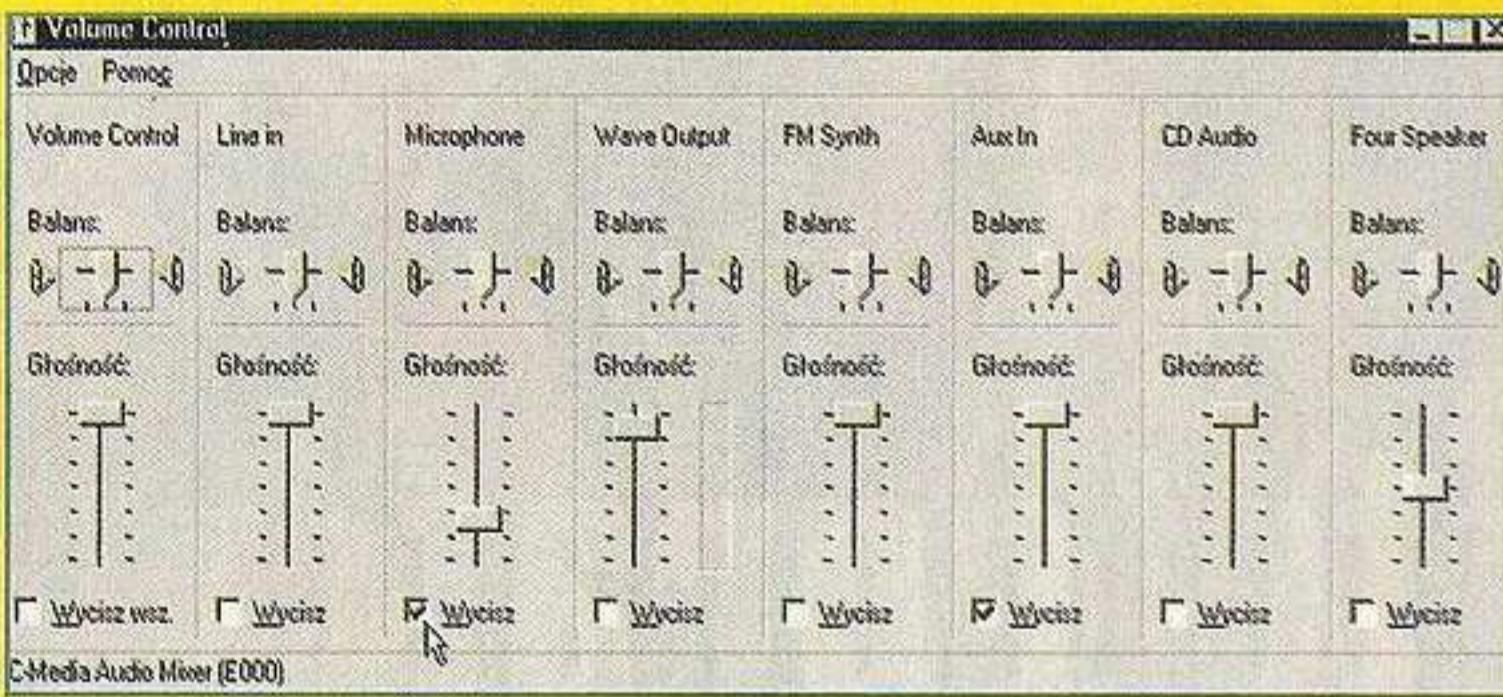 Volume Control
Opcje Pomoc
Volume Control Line in Microphone Wave Output FM Synth Aux In CD Audio Four Speaker
Balans: Balans: Balans: Balans: Balans: Balans: Balans: Balans:
Głośność: Głośność: Głośność: Głośność: Głośność: Głośność: Głośność: Głośność:
Wycisz wsz. Wycisz Wycisz Wycisz Wycisz Wycisz Wycisz Wycisz
C-Media Audio Mixer (E000)